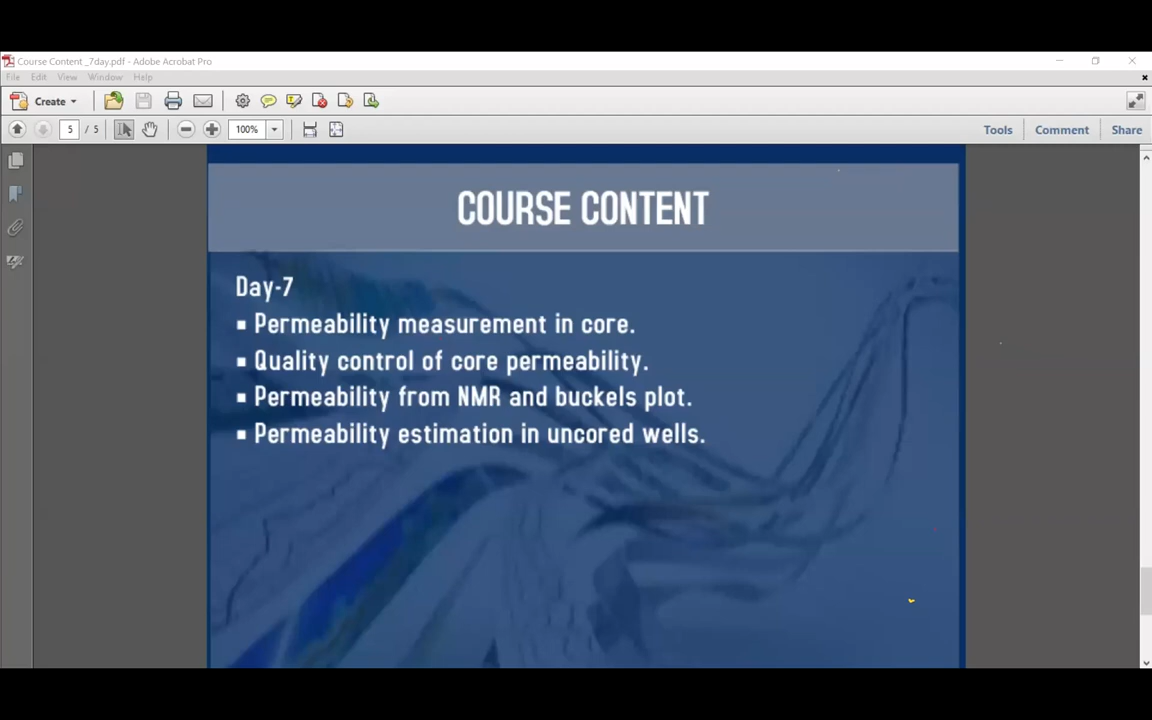 Course Content _7day.pdf - Adobe Acrobat Pro
File Edit View Window Help
Create
5 / 5 100% Tools Comment Share
COURSE CONTENT
Day-7
▪ Permeability measurement in core.
▪ Quality control of core permeability.
▪ Permeability from NMR and buckels plot.
▪ Permeability estimation in uncored wells.